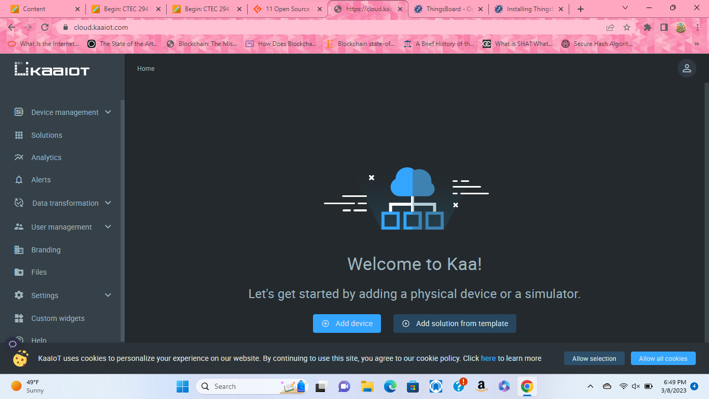 Content
Begin: CTEC 294
Begin: CTEC 294
11 Open Source
https://cloud.kaa
ThingsBoard - C
Installing Things
cloud.kaaiot.com
What Is the Internet...
The State of the Art...
Blockchain: The Mis...
How Does Blockcha...
Blockchain state-of...
A Brief History of th...
What is SHA? What...
Secure Hash Algorit...
KaaIoT
Home
Device management
Solutions
Analytics
Alerts
Data transformation
User management
Branding
Files
Settings
Custom widgets
Help
Welcome to Kaa!
Let's get started by adding a physical device or a simulator.
Add device
Add solution from template
KaaIoT uses cookies to personalize your experience on our website. By continuing to use this site, you agree to our cookie policy. Click here to learn more
Allow selection
Allow all cookies
49°F
Sunny
Search
6:49 PM
3/8/2023
4